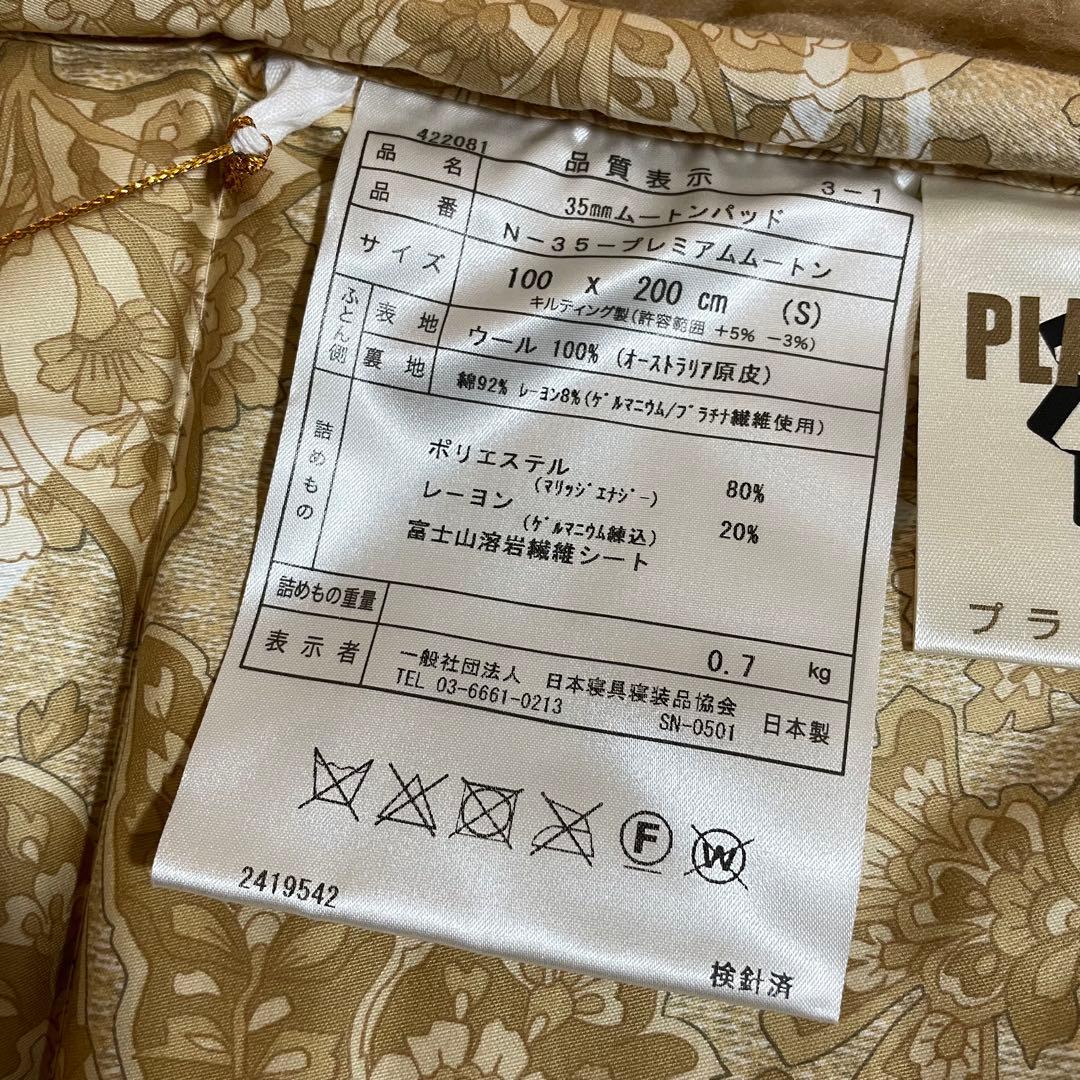 422081 品質表示 3-1
品名 35mmムートンパッド
品番 N-35-プレミアムムートン
サイズ 100 x 200 cm (S)
キルティング製(許容範囲 +5% -3%)
ふとん側 表地 ウール 100% (オーストラリア原皮)
裏地 綿92% レーヨン8%(ゲルマニウム/プラチナ繊維使用)
詰めもの ポリエステル 80%
(マリッジエナジー)
レーヨン 20%
(ゲルマニウム練込)
富士山溶岩繊維シート
詰めもの重量 0.7 kg
表示者 一般社団法人 日本寝具寝装品協会 日本製
TEL 03-6661-0213 SN-0501
F W
2419542
検針済
PL
プラ